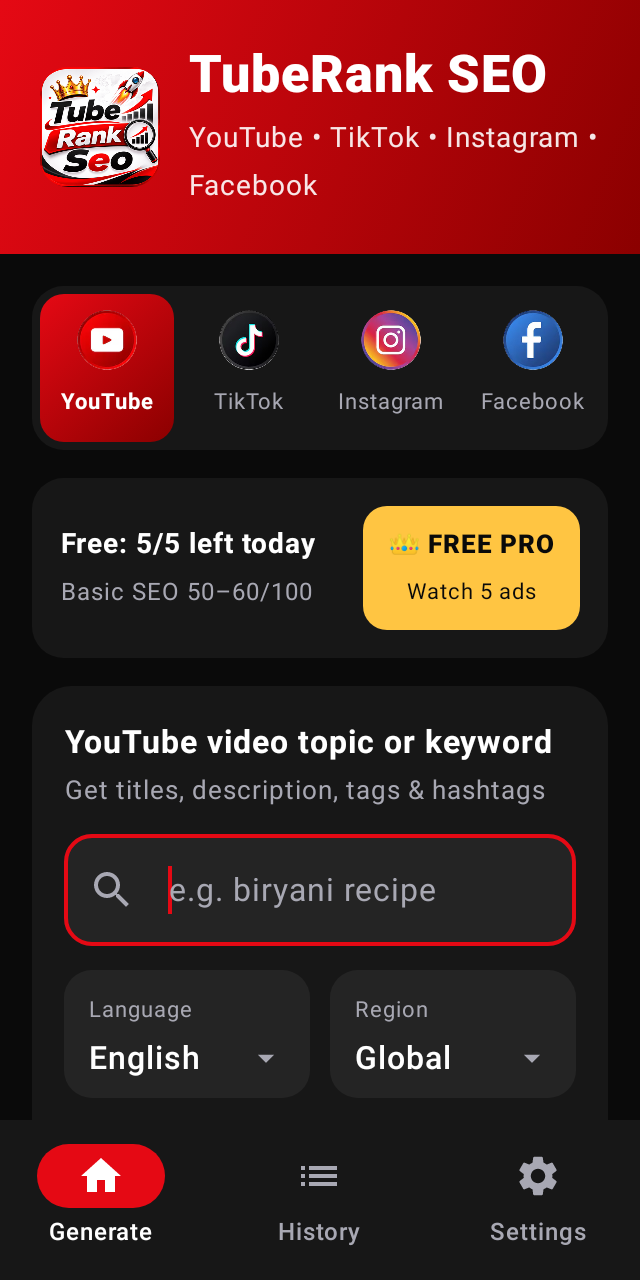 Tube
Rank
Seo
TubeRank SEO
YouTube • TikTok • Instagram •
Facebook
YouTube
TikTok
Instagram
Facebook
Free: 5/5 left today
Basic SEO 50–60/100
👑 FREE PRO
Watch 5 ads
YouTube video topic or keyword
Get titles, description, tags & hashtags
e.g. biryani recipe
Language
English
Region
Global
Generate
History
Settings